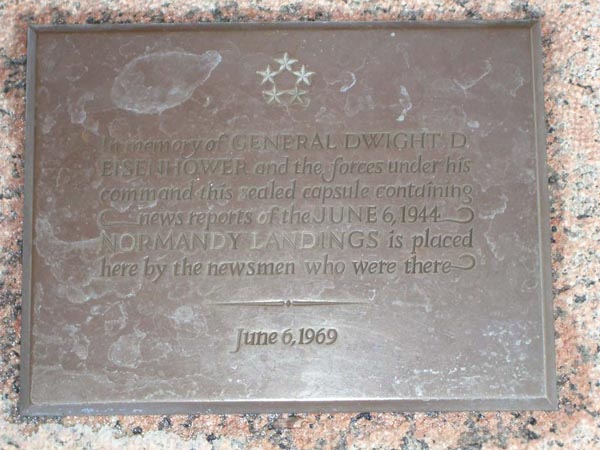 In memory of GENERAL DWIGHT D.
EISENHOWER and the forces under his
command this sealed capsule containing
news reports of the JUNE 6, 1944
NORMANDY LANDINGS is placed
here by the newsmen who were there
June 6, 1969